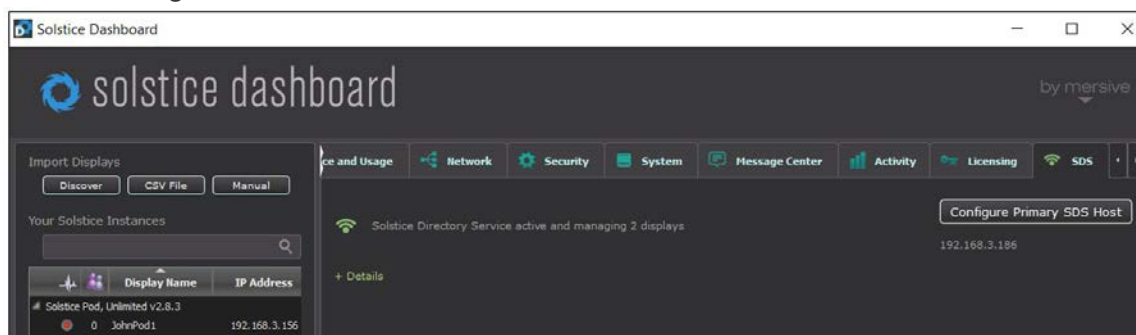 Solstice Dashboard
solstice dashboard
by mersive
Import Displays
Discover CSV File Manual
Your Solstice Instances
Display Name IP Address
Solstice Pod, Unlimited v2.8.3
0 JohnPod1 192.168.3.156
ce and Usage Network Security System Message Center Activity Licensing SDS
Solstice Directory Service active and managing 2 displays
+ Details
Configure Primary SDS Host
192.168.3.186